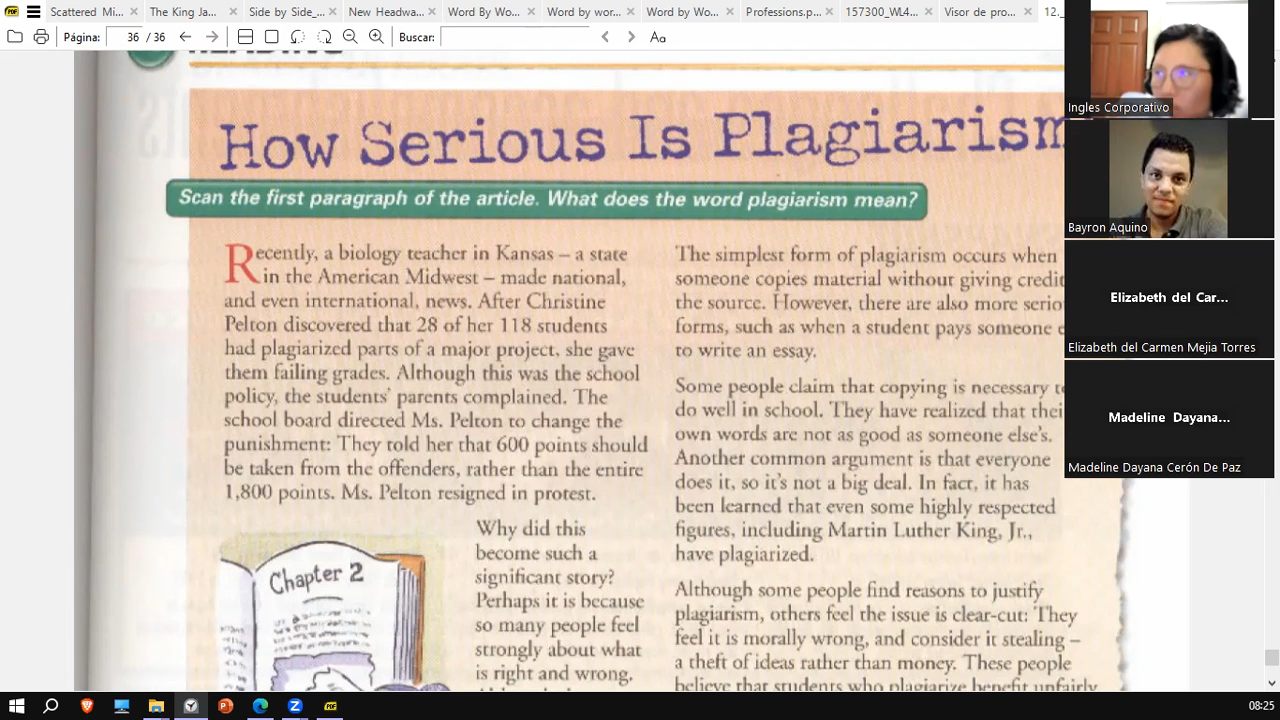 Scattered Mi...
The King Ja...
Side by Side_...
New Headwa...
Word By Wo...
Word by wor...
Word by Wo...
Professions.p...
157300_WL4...
Visor de pro...
12._
Página:
36 / 36
Buscar:
Aa
How Serious Is Plagiarism
Scan the first paragraph of the article. What does the word plagiarism mean?
Recently, a biology teacher in Kansas – a state
in the American Midwest – made national,
and even international, news. After Christine
Pelton discovered that 28 of her 118 students
had plagiarized parts of a major project, she gave
them failing grades. Although this was the school
policy, the students' parents complained. The
school board directed Ms. Pelton to change the
punishment: They told her that 600 points should
be taken from the offenders, rather than the entire
1,800 points. Ms. Pelton resigned in protest.
Why did this
become such a
significant story?
Perhaps it is because
so many people feel
strongly about what
is right and wrong.
Chapter 2
The simplest form of plagiarism occurs when
someone copies material without giving credit
the source. However, there are also more serio
forms, such as when a student pays someone e
to write an essay.
Some people claim that copying is necessary t
do well in school. They have realized that thei
own words are not as good as someone else's.
Another common argument is that everyone
does it, so it's not a big deal. In fact, it has
been learned that even some highly respected
figures, including Martin Luther King, Jr.,
have plagiarized.
Although some people find reasons to justify
plagiarism, others feel the issue is clear-cut: They
feel it is morally wrong, and consider it stealing –
a theft of ideas rather than money. These people
believe that students who plagiarize benefit unfairly
Ingles Corporativo
Bayron Aquino
Elizabeth del Car...
Elizabeth del Carmen Mejia Torres
Madeline Dayana...
Madeline Dayana Cerón De Paz
08:25